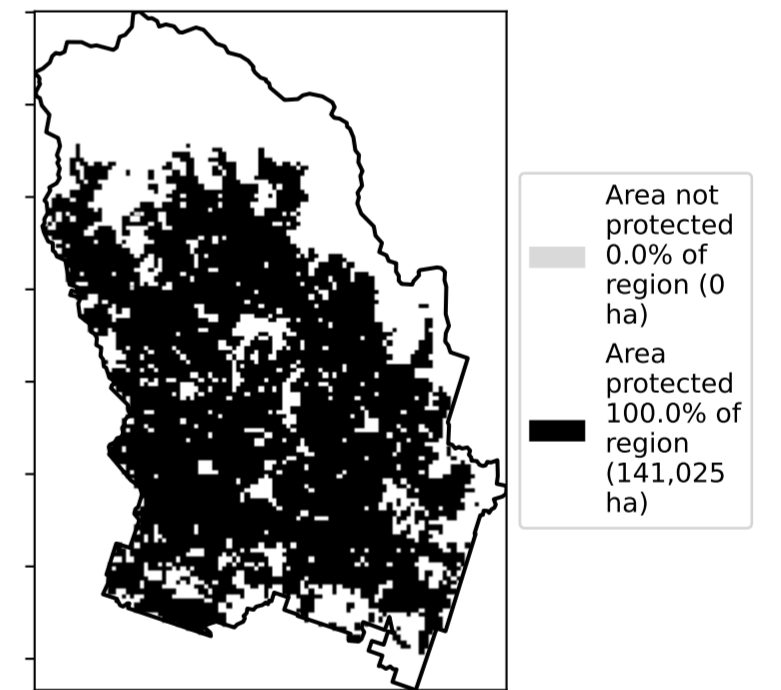 Area not
protected
0.0% of
region (0
ha)
Area
protected
100.0% of
region
(141,025
ha)